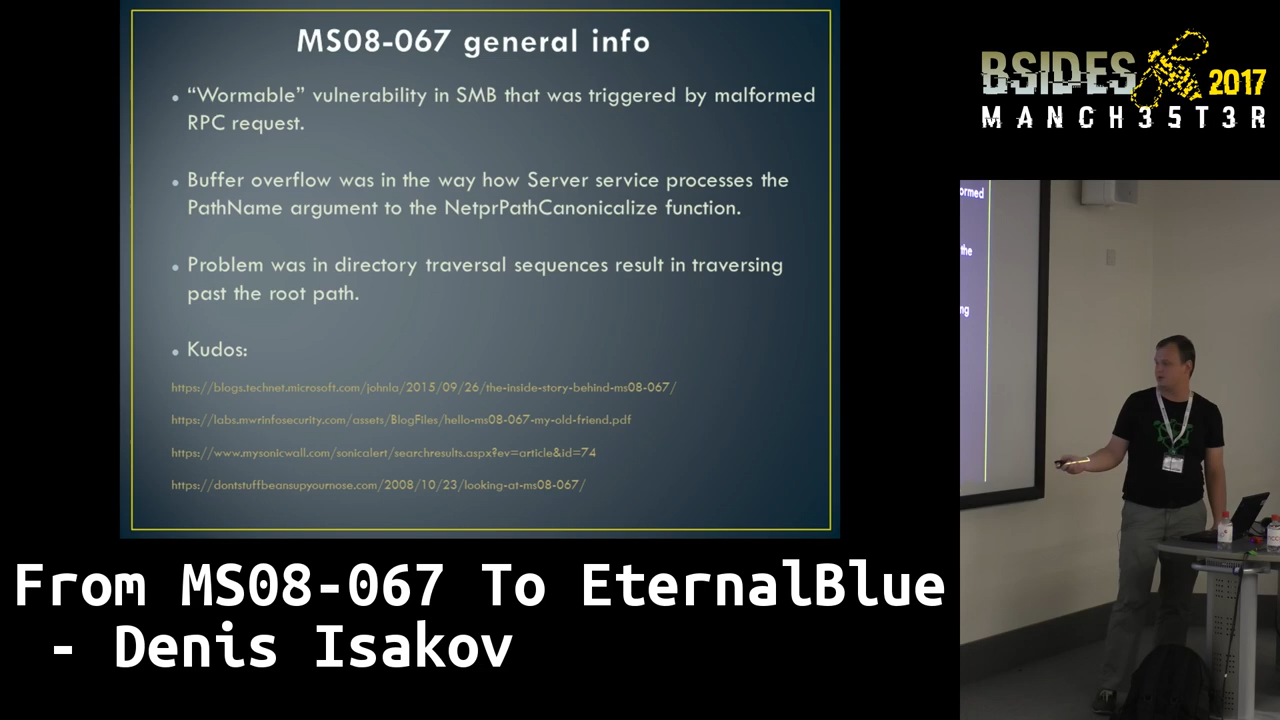 MS08-067 general info
• “Wormable” vulnerability in SMB that was triggered by malformed
RPC request.
• Buffer overflow was in the way how Server service processes the
PathName argument to the NetprPathCanonicalize function.
• Problem was in directory traversal sequences result in traversing
past the root path.
• Kudos:
https://blogs.technet.microsoft.com/johnla/2015/09/26/the-inside-story-behind-ms08-067/
https://labs.mwrinfosecurity.com/assets/BlogFiles/hello-ms08-067-my-old-friend.pdf
https://www.mysonicwall.com/sonicalert/searchresults.aspx?ev=article&id=74
https://dontstuffbeansupyournose.com/2008/10/23/looking-at-ms08-067/
BSIDES 2017
MANCH35T3R
ormed
the
ng
From MS08-067 To EternalBlue
- Denis Isakov